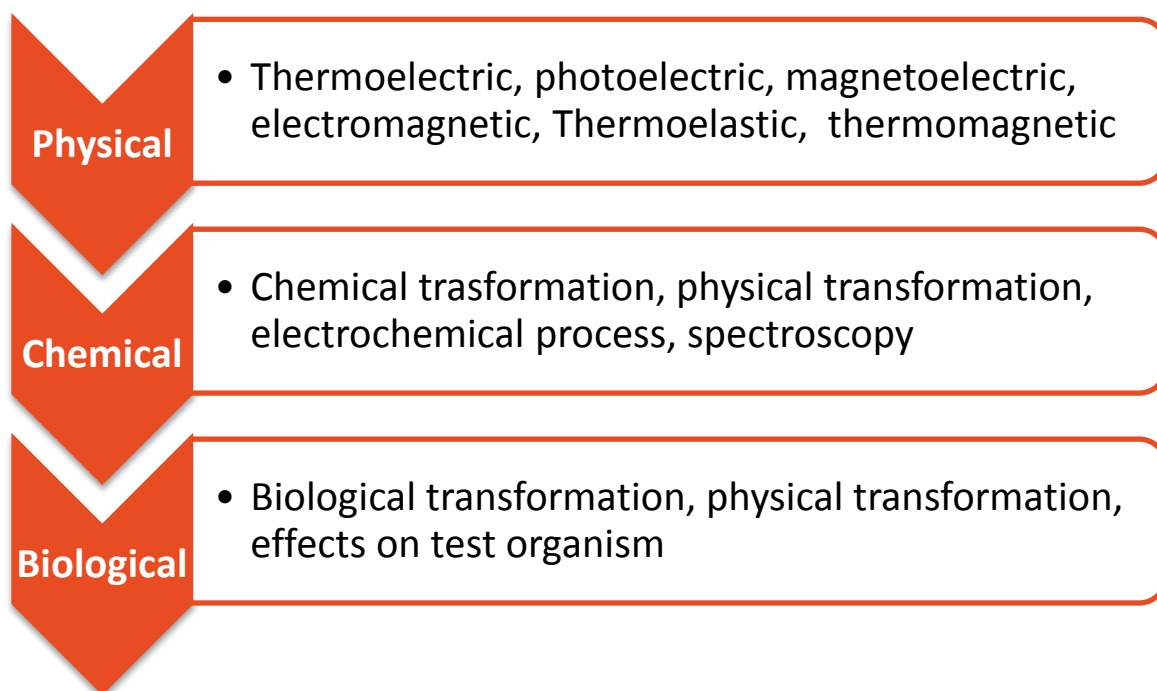 Physical
• Thermoelectric, photoelectric, magnetoelectric,
electromagnetic, Thermoelastic,  thermomagnetic
Chemical
• Chemical trasformation, physical transformation,
electrochemical process, spectroscopy
Biological
• Biological transformation, physical transformation,
effects on test organism